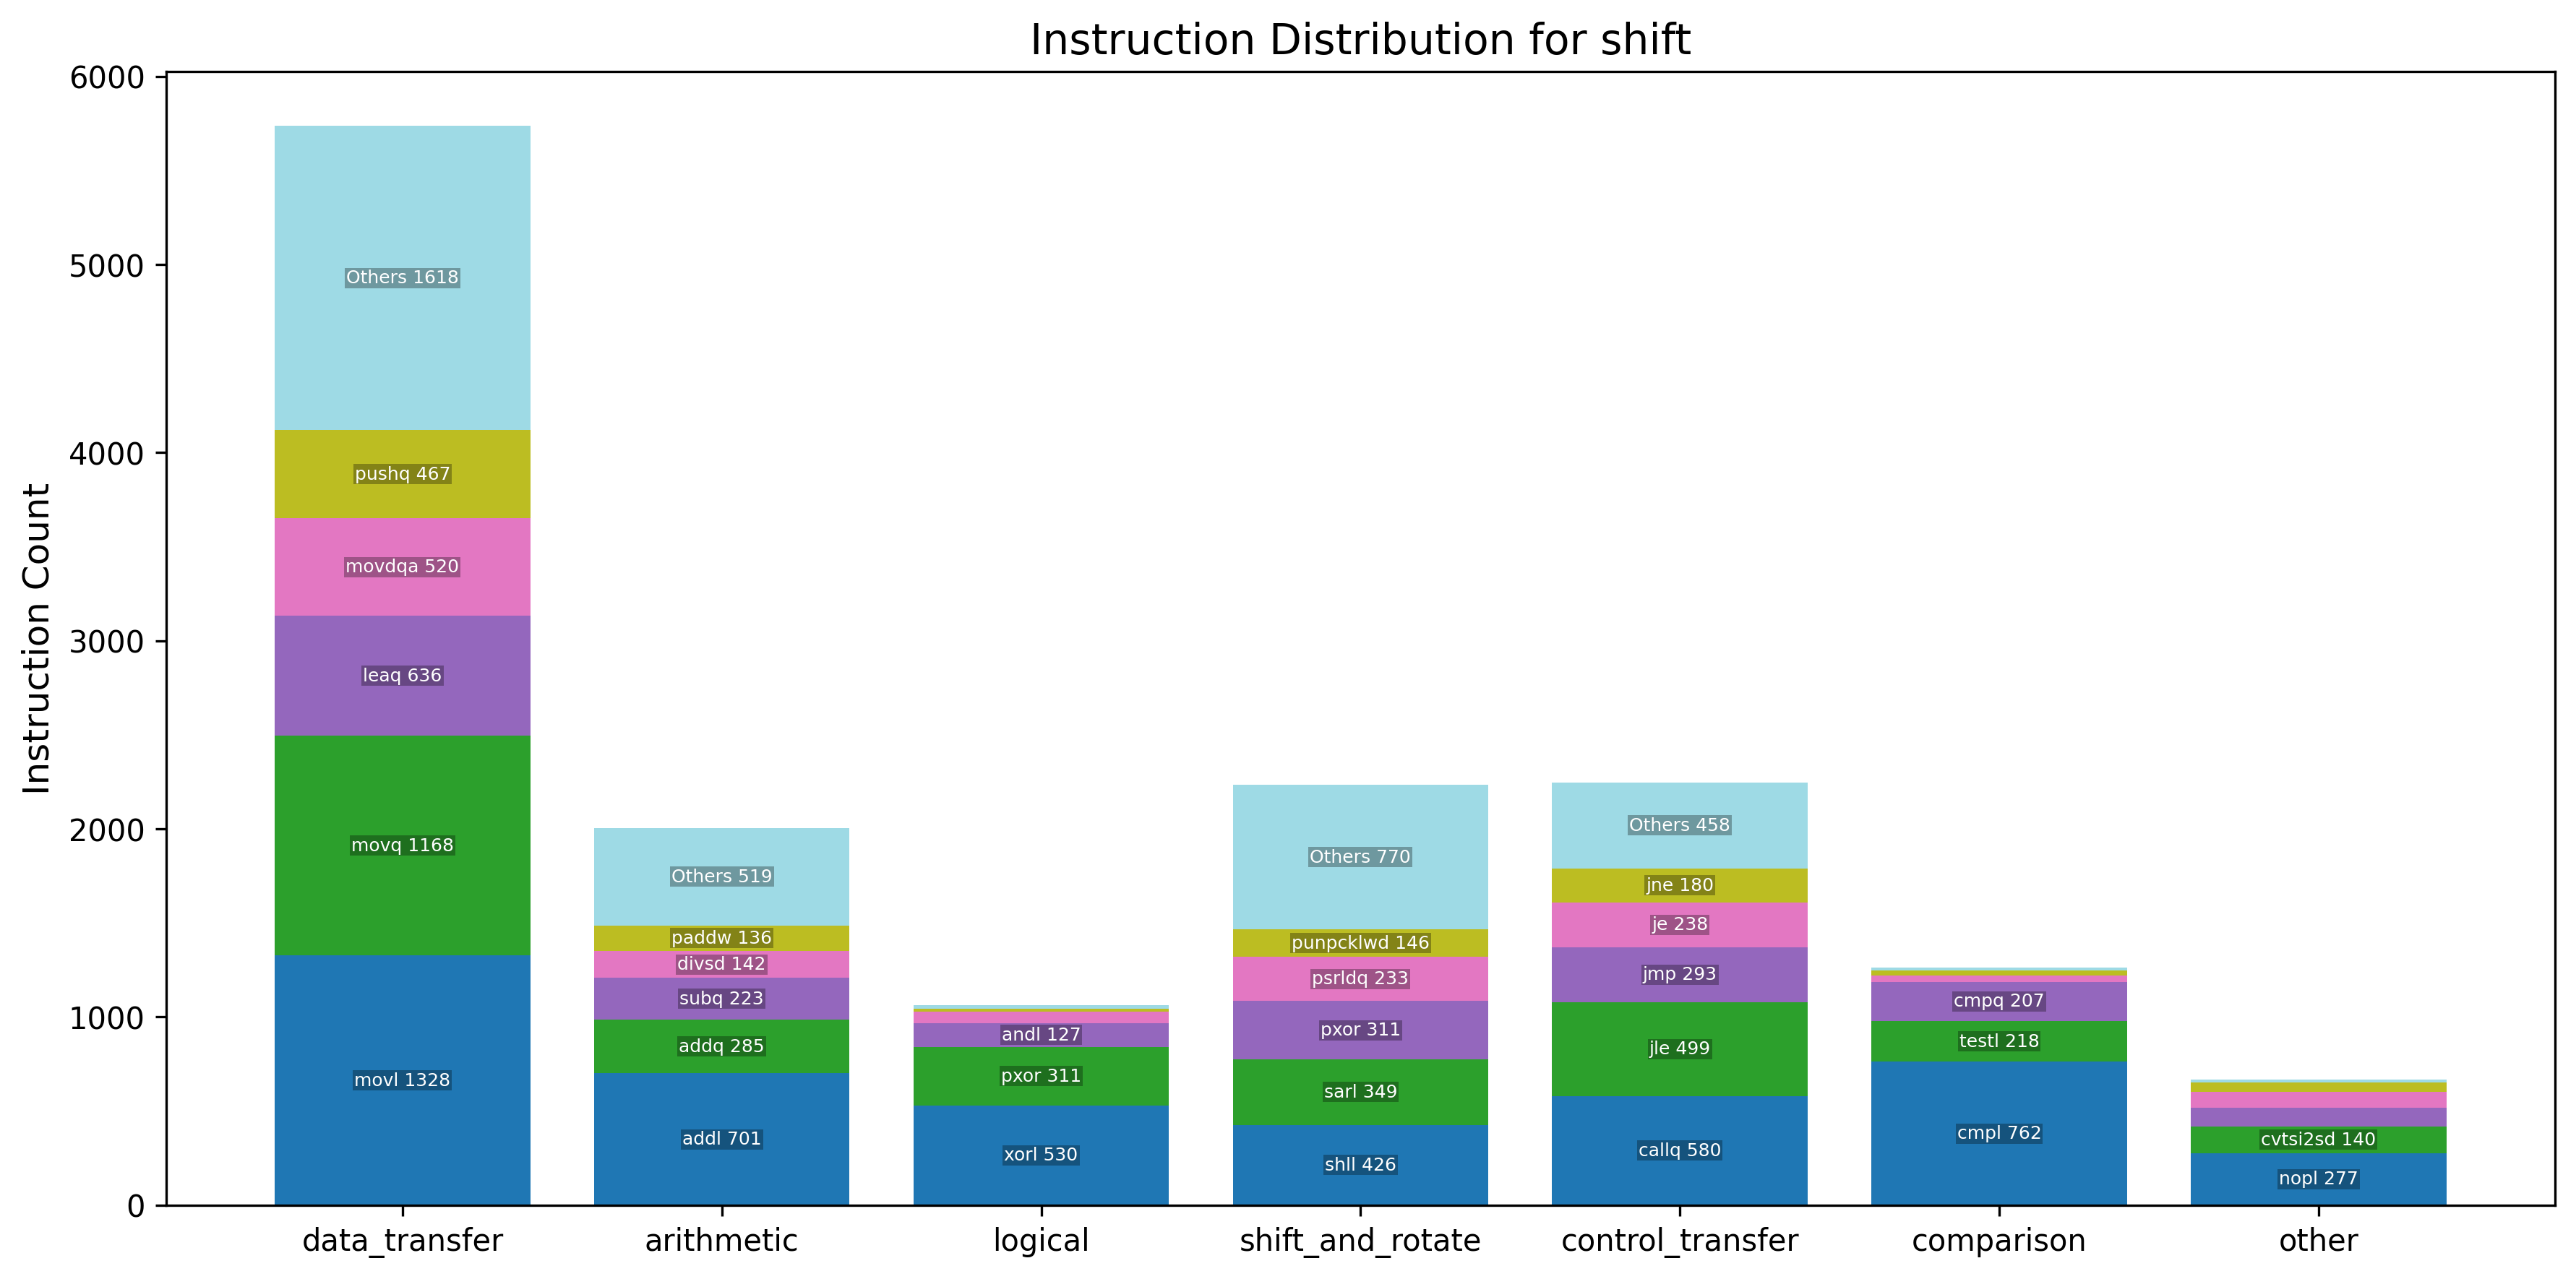 Instruction Distribution for shift
Instruction Count
6000
5000
4000
3000
2000
1000
0
Others 1618
pushq 467
movdqa 520
leaq 636
movq 1168
movl 1328
Others 519
paddw 136
divsd 142
subq 223
addq 285
addl 701
andl 127
pxor 311
xorl 530
Others 770
punpcklwd 146
psrldq 233
pxor 311
sarl 349
shll 426
Others 458
jne 180
je 238
jmp 293
jle 499
callq 580
cmpq 207
testl 218
cmpl 762
cvtsi2sd 140
nopl 277
data_transfer
arithmetic
logical
shift_and_rotate
control_transfer
comparison
other